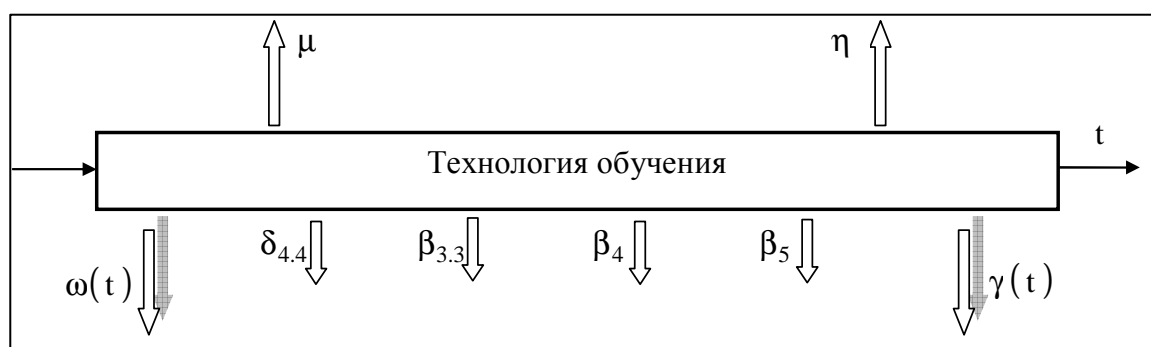 μ
η
t
Технология обучения
δ4.4
β3.3
β4
β5
ω(t)
γ(t)